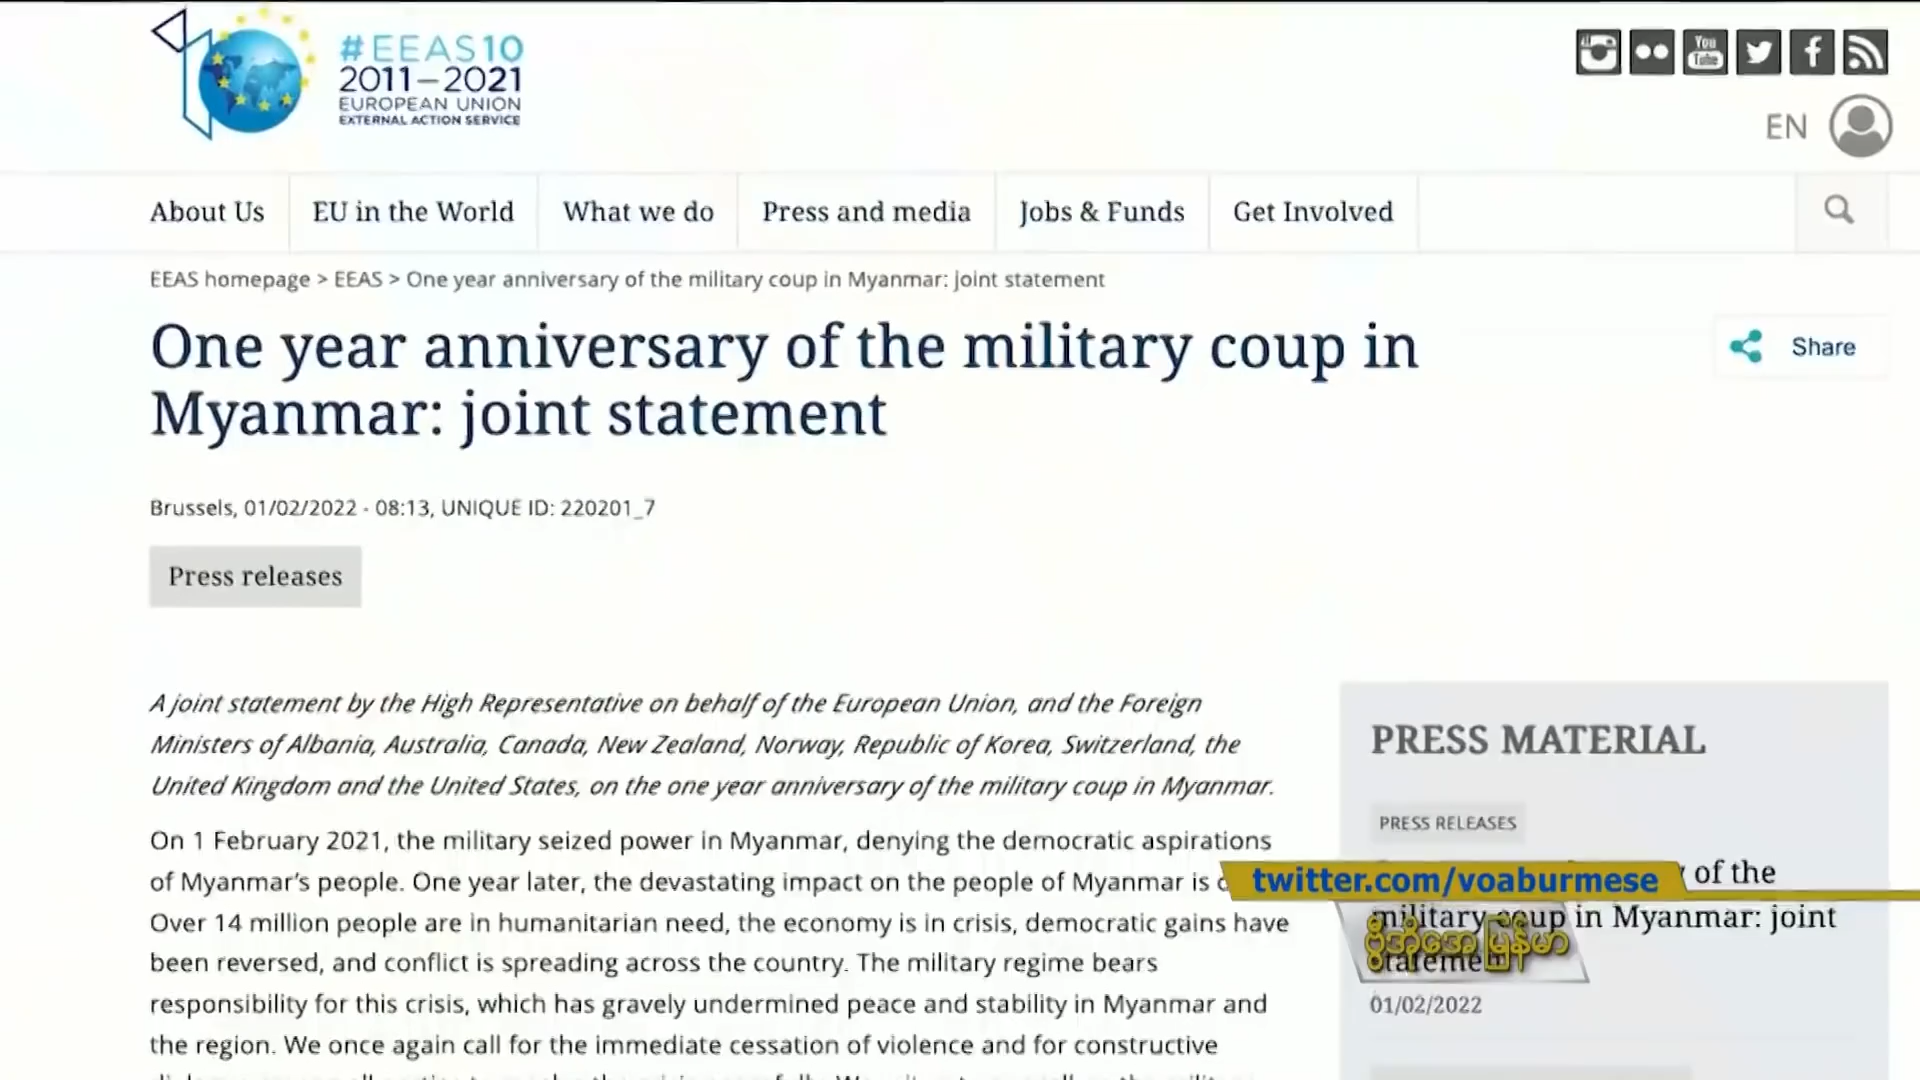 #EEAS10
2011–2021
EUROPEAN UNION
EXTERNAL ACTION SERVICE
You
Tube
EN
About Us
EU in the World
What we do
Press and media
Jobs & Funds
Get Involved
EEAS homepage > EEAS > One year anniversary of the military coup in Myanmar: joint statement
One year anniversary of the military coup in
Myanmar: joint statement
Share
Brussels, 01/02/2022 - 08:13, UNIQUE ID: 220201_7
Press releases
A joint statement by the High Representative on behalf of the European Union, and the Foreign
Ministers of Albania, Australia, Canada, New Zealand, Norway, Republic of Korea, Switzerland, the
United Kingdom and the United States, on the one year anniversary of the military coup in Myanmar.
On 1 February 2021, the military seized power in Myanmar, denying the democratic aspirations
of Myanmar's people. One year later, the devastating impact on the people of Myanmar is
Over 14 million people are in humanitarian need, the economy is in crisis, democratic gains have
been reversed, and conflict is spreading across the country. The military regime bears
responsibility for this crisis, which has gravely undermined peace and stability in Myanmar and
the region. We once again call for the immediate cessation of violence and for constructive
PRESS MATERIAL
PRESS RELEASES
of the
military coup in Myanmar: joint
statement
01/02/2022
twitter.com/voaburmese
ဗွီအိုအေ မြန်မာ